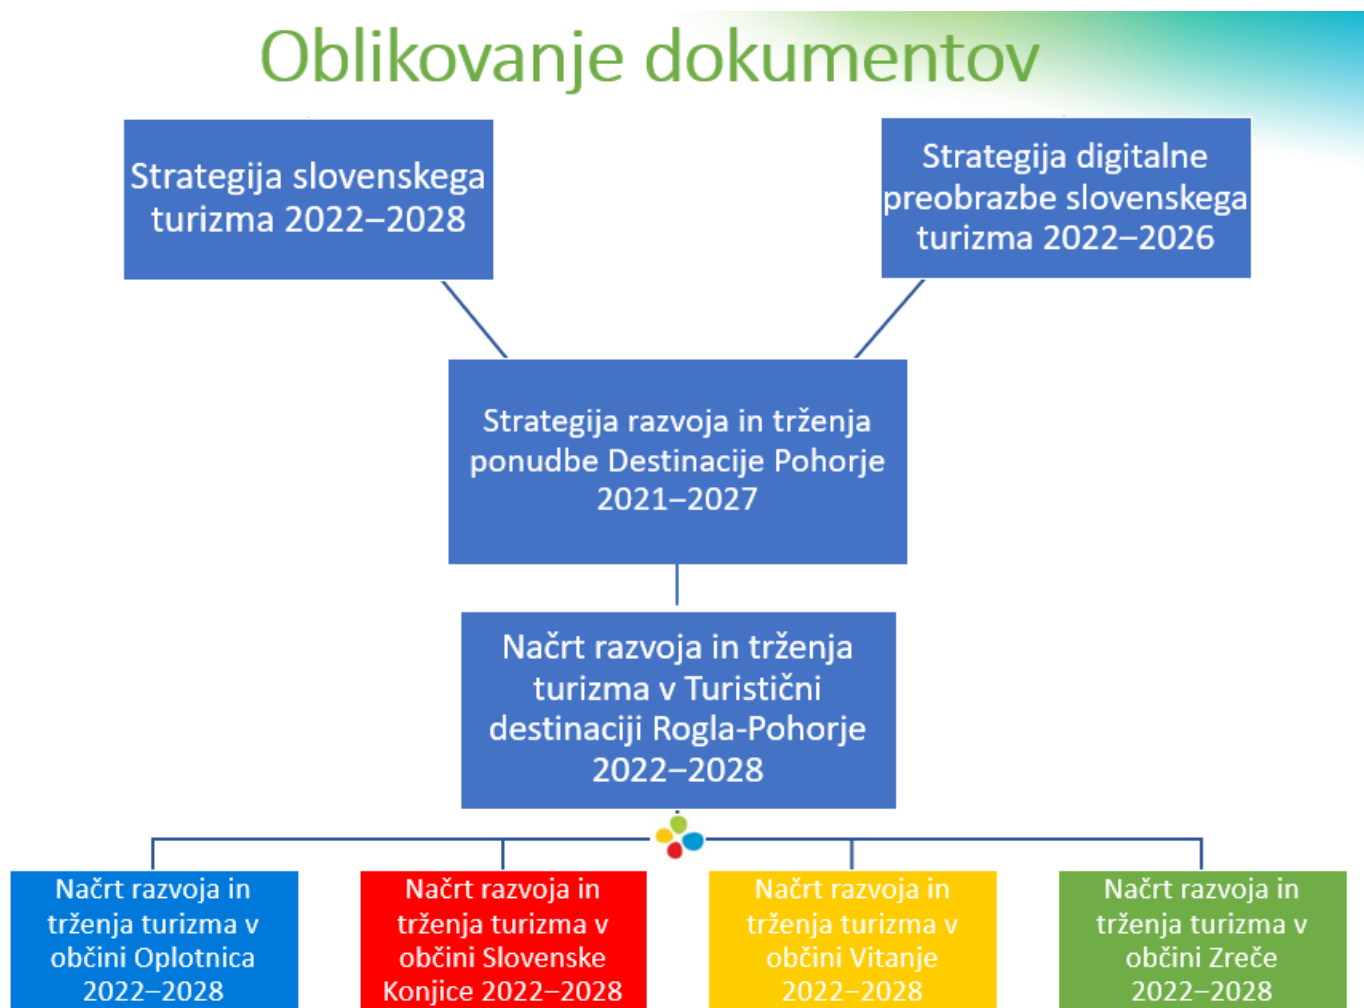 Oblikovanje dokumentov
Strategija slovenskega
turizma 2022–2028
Strategija digitalne
preobrazbe slovenskega
turizma 2022–2026
Strategija razvoja in trženja
ponudbe Destinacije Pohorje
2021–2027
Načrt razvoja in trženja
turizma v Turistični
destinaciji Rogla-Pohorje
2022–2028
Načrt razvoja in
trženja turizma v
občini Oplotnica
2022–2028
Načrt razvoja in
trženja turizma v
občini Slovenske
Konjice 2022–2028
Načrt razvoja in
trženja turizma v
občini Vitanje
2022–2028
Načrt razvoja in
trženja turizma v
občini Zreče
2022–2028